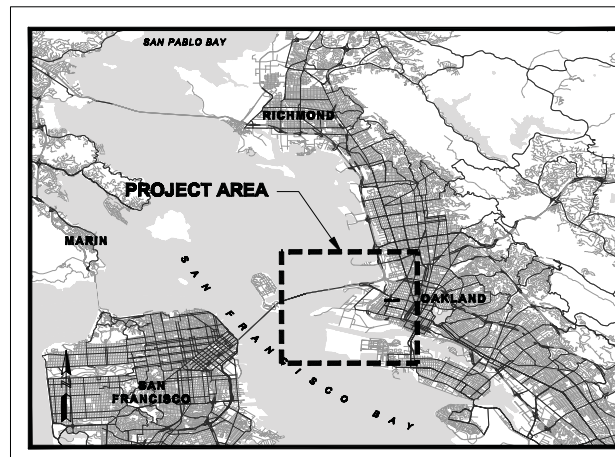 SAN PABLO BAY
RICHMOND
PROJECT AREA
MARIN
OAKLAND
SAN FRANCISCO BAY
SAN
FRANCISCO